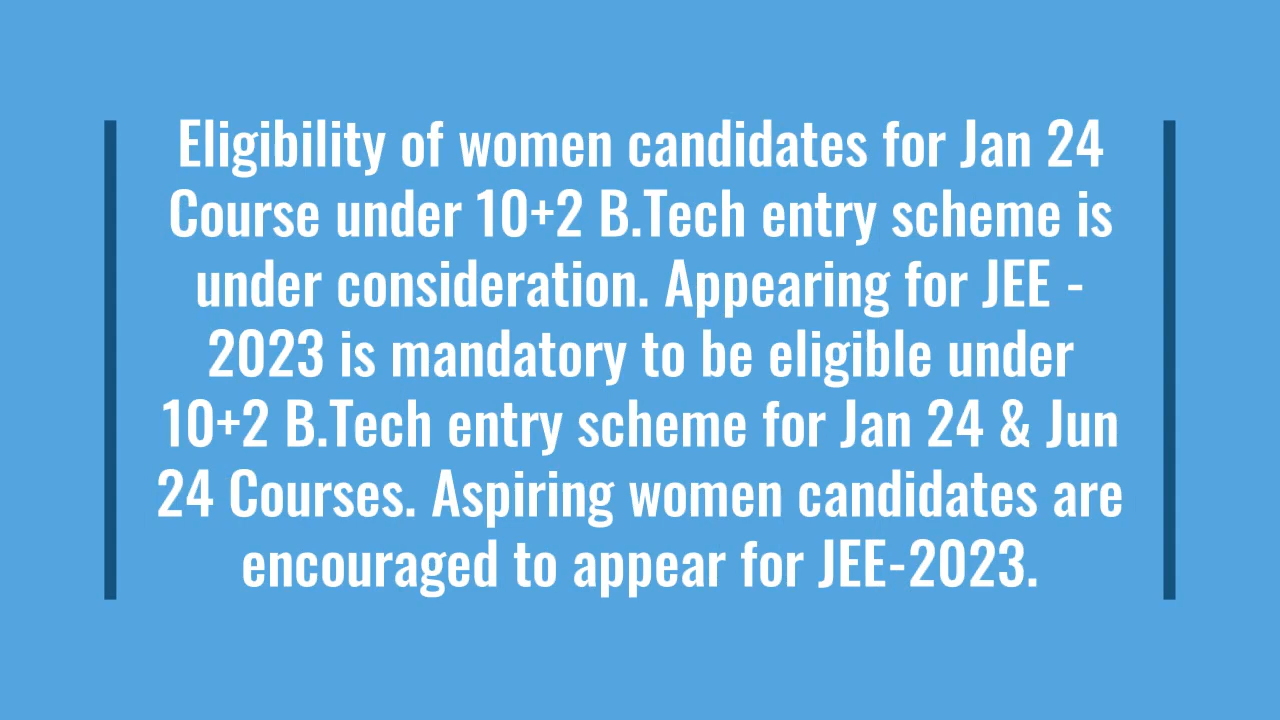 Eligibility of women candidates for Jan 24
Course under 10+2 B.Tech entry scheme is
under consideration. Appearing for JEE -
2023 is mandatory to be eligible under
10+2 B.Tech entry scheme for Jan 24 & Jun
24 Courses. Aspiring women candidates are
encouraged to appear for JEE-2023.